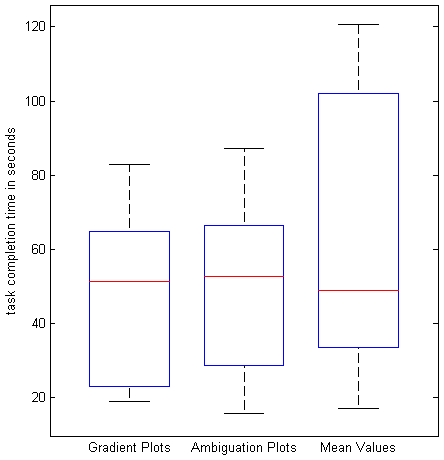 120
100
80
60
40
20
task completion time in seconds
Gradient Plots
Ambiguation Plots
Mean Values